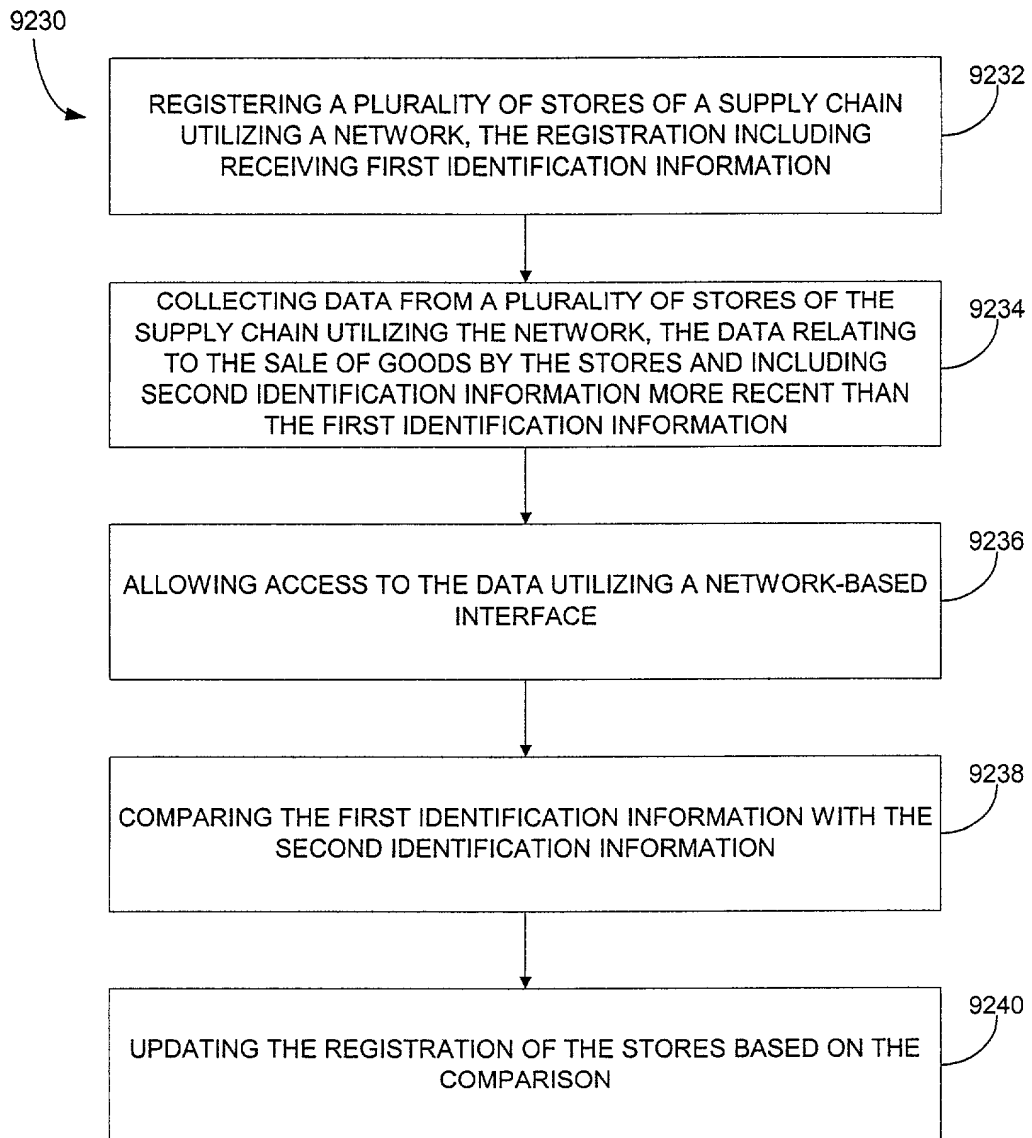 9230
9232
REGISTERING A PLURALITY OF STORES OF A SUPPLY CHAIN
UTILIZING A NETWORK, THE REGISTRATION INCLUDING
RECEIVING FIRST IDENTIFICATION INFORMATION
9234
COLLECTING DATA FROM A PLURALITY OF STORES OF THE
SUPPLY CHAIN UTILIZING THE NETWORK, THE DATA RELATING
TO THE SALE OF GOODS BY THE STORES AND INCLUDING
SECOND IDENTIFICATION INFORMATION MORE RECENT THAN
THE FIRST IDENTIFICATION INFORMATION
9236
ALLOWING ACCESS TO THE DATA UTILIZING A NETWORK-BASED
INTERFACE
9238
COMPARING THE FIRST IDENTIFICATION INFORMATION WITH THE
SECOND IDENTIFICATION INFORMATION
9240
UPDATING THE REGISTRATION OF THE STORES BASED ON THE
COMPARISON